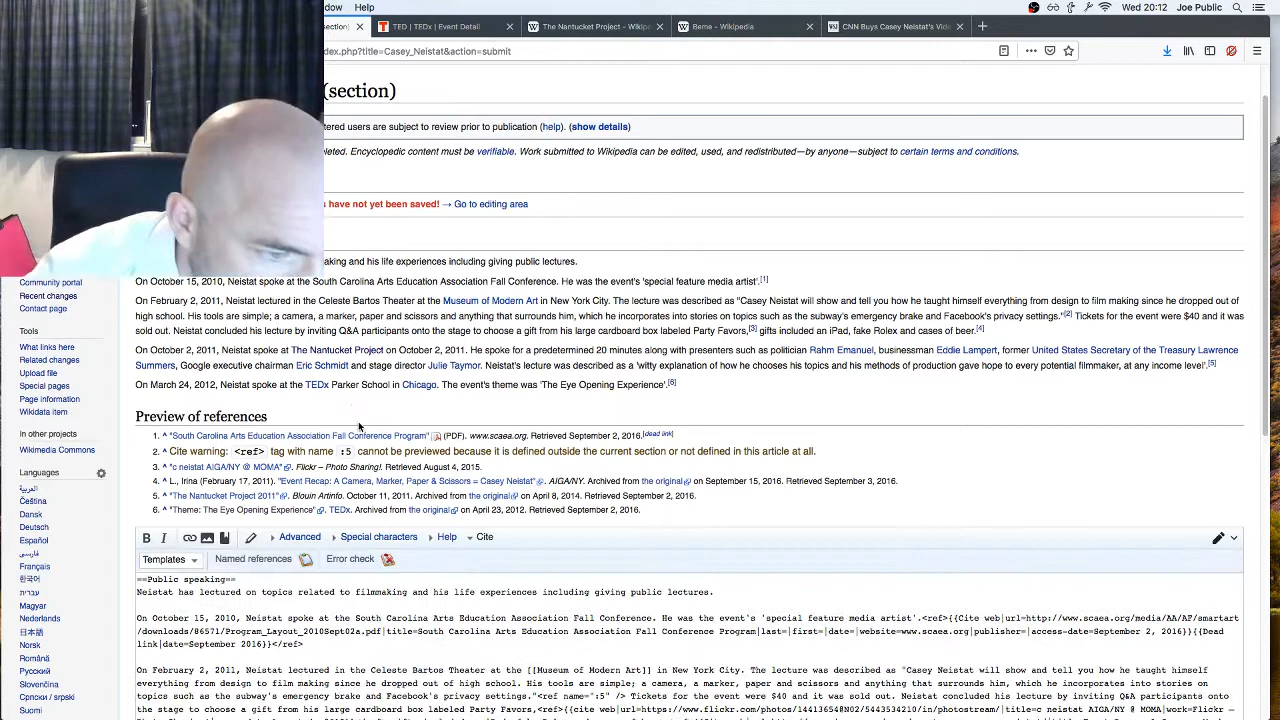 ndow Help
Wed 20:12 Joe Public
section)
TED | TEDx | Event Detail
The Nantucket Project - Wikip
Beme - Wikipedia
CNN Buys Casey Neistat's Vid
dex.php?title=Casey_Neistat&action=submit
(section)
tered users are subject to review prior to publication (help). (show details)
leted. Encyclopedic content must be verifiable. Work submitted to Wikipedia can be edited, used, and redistributed—by anyone—subject to certain terms and conditions.
s have not yet been saved! → Go to editing area
aking and his life experiences including giving public lectures.
On October 15, 2010, Neistat spoke at the South Carolina Arts Education Association Fall Conference. He was the event's 'special feature media artist'.[1]
On February 2, 2011, Neistat lectured in the Celeste Bartos Theater at the Museum of Modern Art in New York City. The lecture was described as "Casey Neistat will show and tell you how he taught himself everything from design to film making since he dropped out of
high school. His tools are simple; a camera, a marker, paper and scissors and anything that surrounds him, which he incorporates into stories on topics such as the subway's emergency brake and Facebook's privacy settings."[2] Tickets for the event were $40 and it was
sold out. Neistat concluded his lecture by inviting Q&A participants onto the stage to choose a gift from his large cardboard box labeled Party Favors,[3] gifts included an iPad, fake Rolex and cases of beer.[4]
On October 2, 2011, Neistat spoke at The Nantucket Project on October 2, 2011. He spoke for a predetermined 20 minutes along with presenters such as politician Rahm Emanuel, businessman Eddie Lampert, former United States Secretary of the Treasury Lawrence
Summers, Google executive chairman Eric Schmidt and stage director Julie Taymor. Neistat's lecture was described as a 'witty explanation of how he chooses his topics and his methods of production gave hope to every potential filmmaker, at any income level'.[5]
On March 24, 2012, Neistat spoke at the TEDx Parker School in Chicago. The event's theme was 'The Eye Opening Experience'.[6]
Preview of references
1. ^ "South Carolina Arts Education Association Fall Conference Program" (PDF). www.scaea.org. Retrieved September 2, 2016.[dead link]
2. ^ Cite warning: <ref> tag with name :5 cannot be previewed because it is defined outside the current section or not defined in this article at all.
3. ^ "c neistat AIGA/NY @ MOMA". Flickr – Photo Sharing!. Retrieved August 4, 2015.
4. ^ L., Irina (February 17, 2011). "Event Recap: A Camera, Marker, Paper & Scissors = Casey Neistat". AIGA/NY. Archived from the original on September 15, 2016. Retrieved September 3, 2016.
5. ^ "The Nantucket Project 2011". Blouin Artinfo. October 11, 2011. Archived from the original on April 8, 2014. Retrieved September 2, 2016.
6. ^ "Theme: The Eye Opening Experience". TEDx. Archived from the original on April 23, 2012. Retrieved September 2, 2016.
Community portal
Recent changes
Contact page
Tools
What links here
Related changes
Upload file
Special pages
Page information
Wikidata item
In other projects
Wikimedia Commons
Languages
العربية
Čeština
Dansk
Deutsch
Español
فارسی
Français
한국어
עברית
Magyar
Nederlands
日本語
Norsk
Română
Русский
Slovenčina
Српски / srpski
Suomi
B I Advanced Special characters Help Cite
Templates Named references Error check
==Public speaking==
Neistat has lectured on topics related to filmmaking and his life experiences including giving public lectures.
On October 15, 2010, Neistat spoke at the South Carolina Arts Education Association Fall Conference. He was the event's 'special feature media artist'.<ref>{{Cite web|url=http://www.scaea.org/media/AA/AF/smartart
/downloads/86571/Program_Layout_2010Sept02a.pdf|title=South Carolina Arts Education Association Fall Conference Program|last=|first=|date=|website=www.scaea.org|publisher=|access-date=September 2, 2016}}{{Dead
link|date=September 2016}}</ref>
On February 2, 2011, Neistat lectured in the Celeste Bartos Theater at the [[Museum of Modern Art]] in New York City. The lecture was described as "Casey Neistat will show and tell you how he taught himself
everything from design to film making since he dropped out of high school. His tools are simple; a camera, a marker, paper and scissors and anything that surrounds him, which he incorporates into stories on
topics such as the subway's emergency brake and Facebook's privacy settings."<ref name=":5" /> Tickets for the event were $40 and it was sold out. Neistat concluded his lecture by inviting Q&A participants onto
the stage to choose a gift from his large cardboard box labeled Party Favors,<ref>{{cite web|url=https://www.flickr.com/photos/144136548N02/5443534210/in/photostream/|title=c neistat AIGA/NY @ MOMA|work=Flickr –